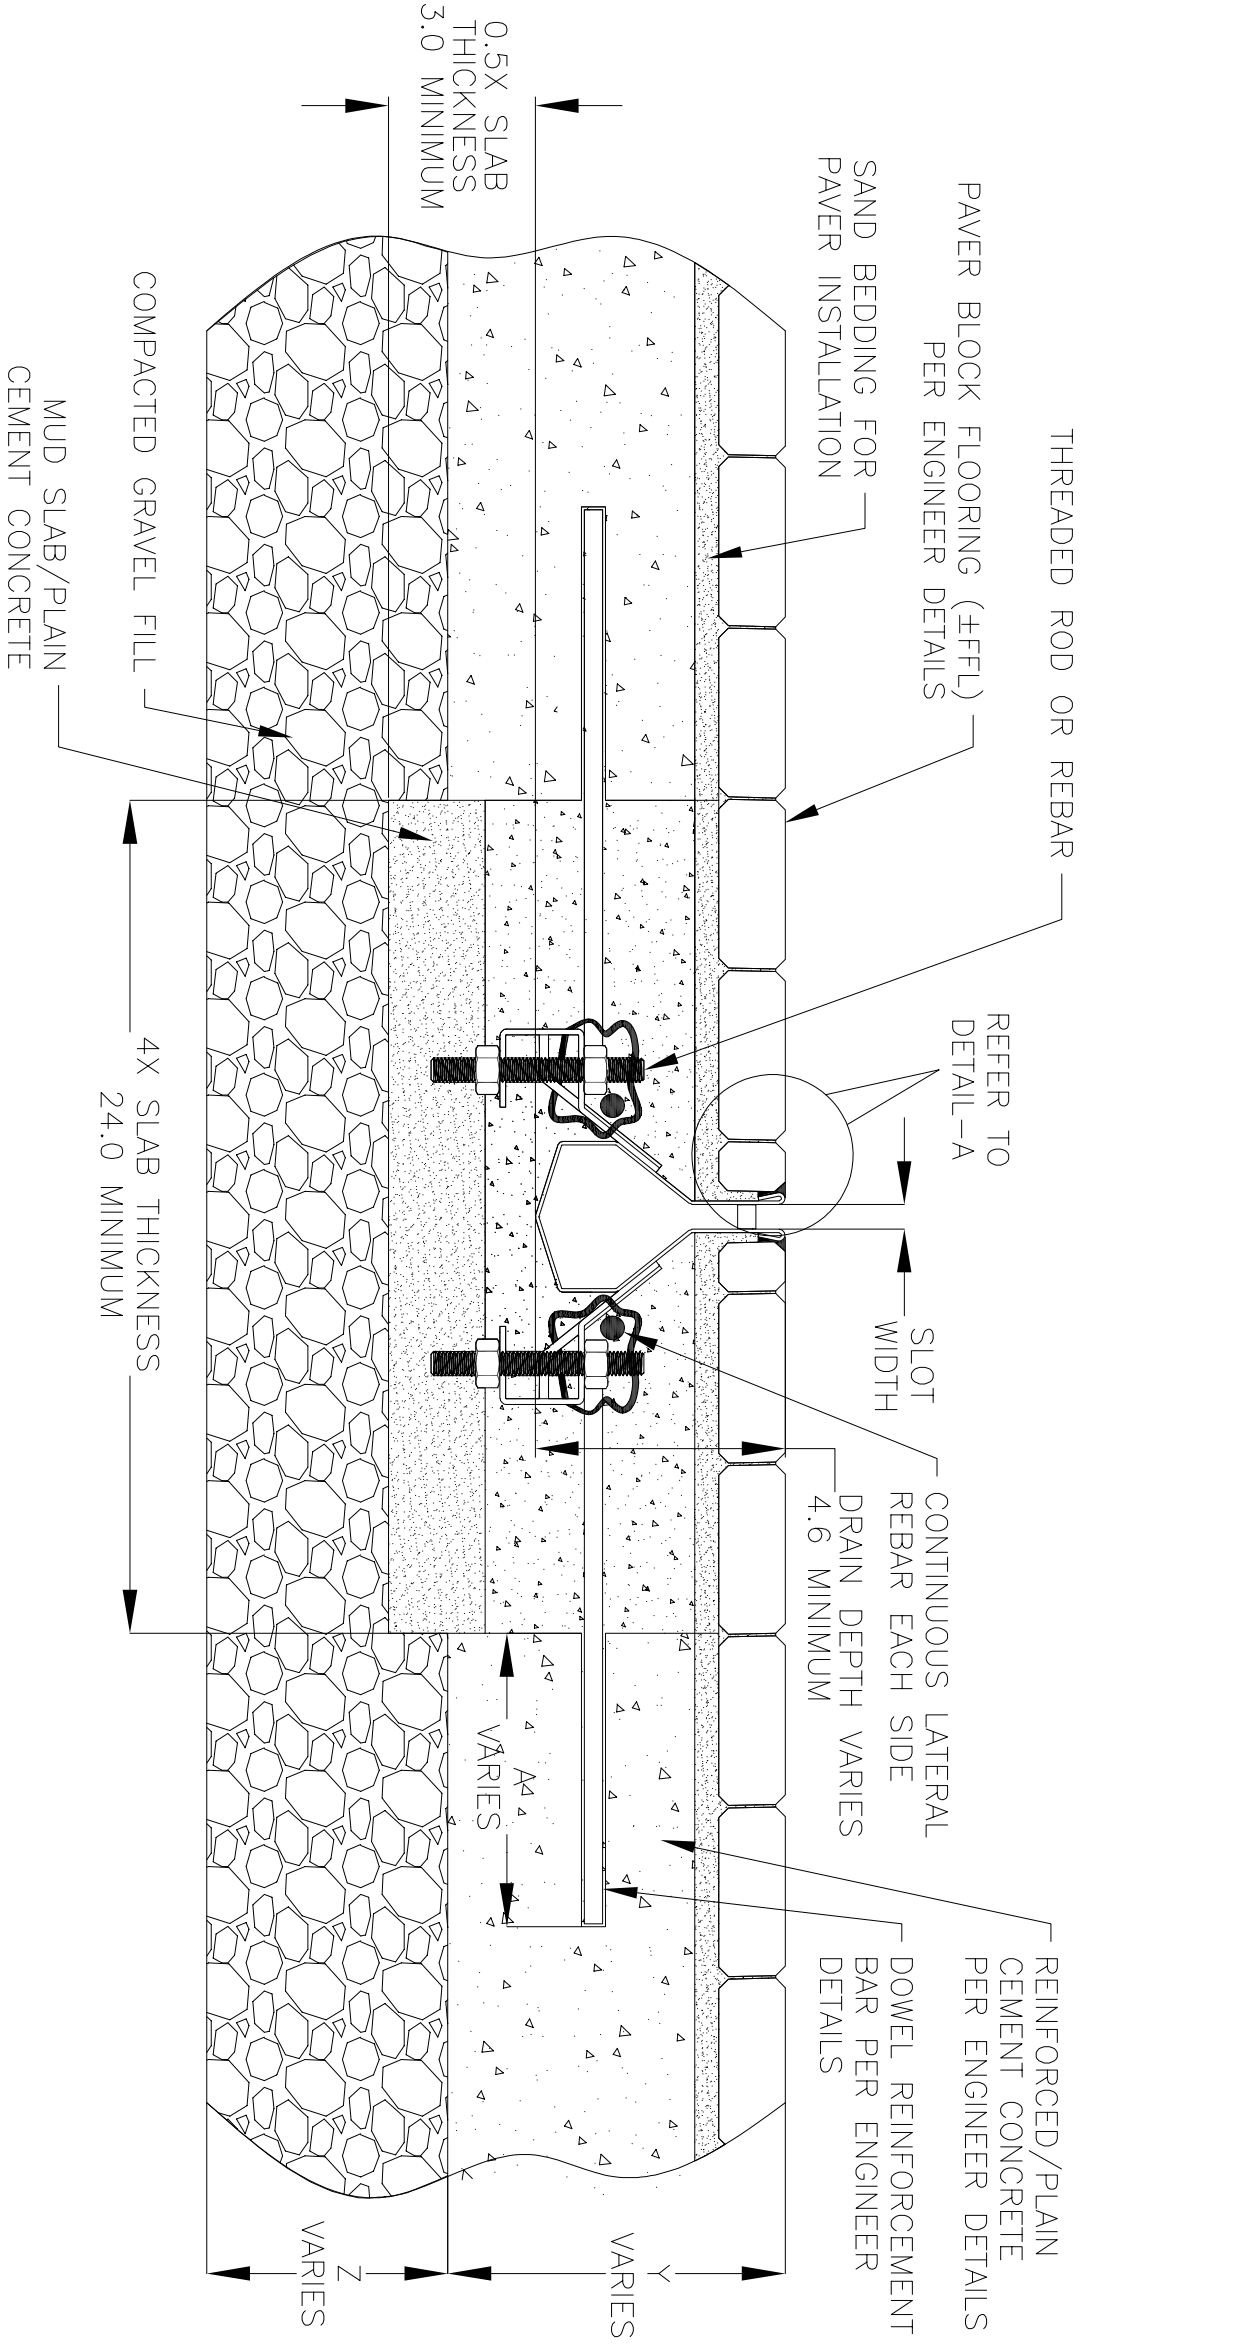 THREADED ROD OR REBAR
PAVER BLOCK FLOORING (±FFL)
PER ENGINEER DETAILS
SAND BEDDING FOR
PAVER INSTALLATION
0.5X SLAB
THICKNESS
3.0 MINIMUM
REFER TO
DETAIL-A
SLOT
WIDTH
CONTINUOUS LATERAL
REBAR EACH SIDE
DRAIN DEPTH VARIES
4.6 MINIMUM
REINFORCED/PLAIN
CEMENT CONCRETE
PER ENGINEER DETAILS
DOWEL REINFORCEMENT
BAR PER ENGINEER
DETAILS
A
VARIES
Y
VARIES
Z
VARIES
COMPACTED GRAVEL FILL
MUD SLAB/PLAIN
CEMENT CONCRETE
4X SLAB THICKNESS
24.0 MINIMUM